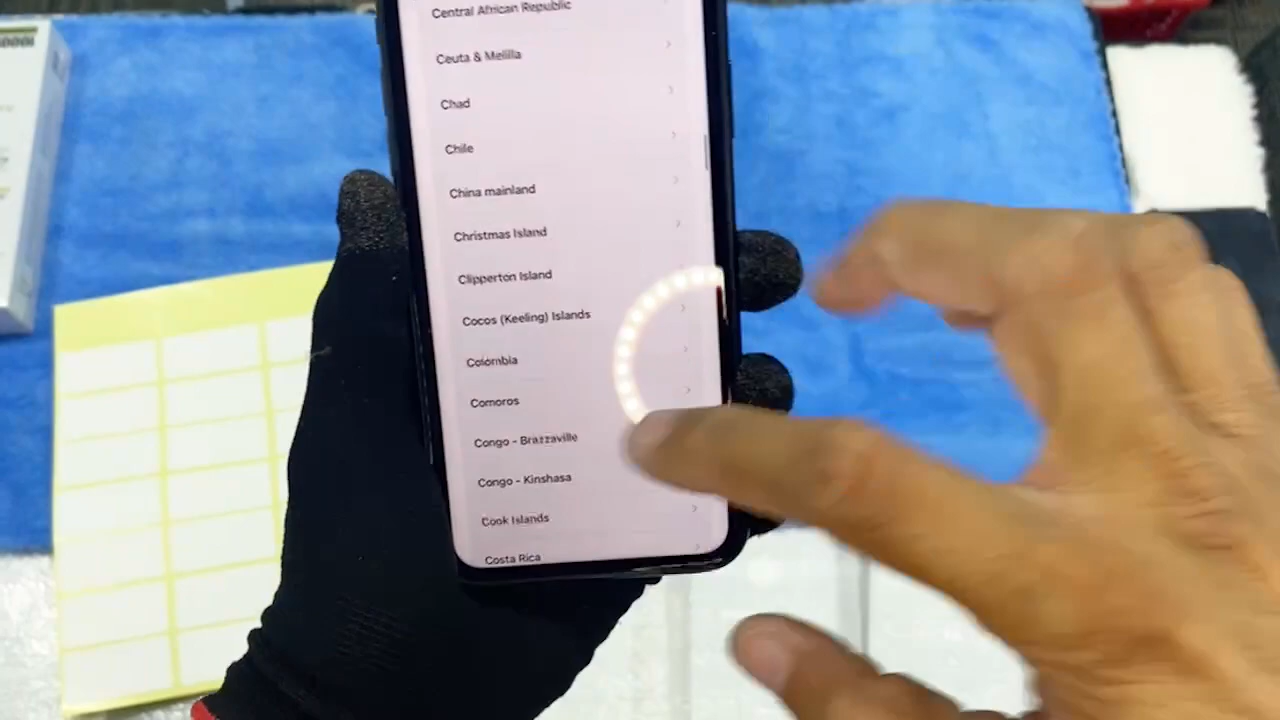 Central African Republic
Ceuta & Melilla
Chad
Chile
China mainland
Christmas Island
Clipperton Island
Cocos (Keeling) Islands
Colombia
Comoros
Congo - Brazzaville
Congo - Kinshasa
Cook Islands
Costa Rica